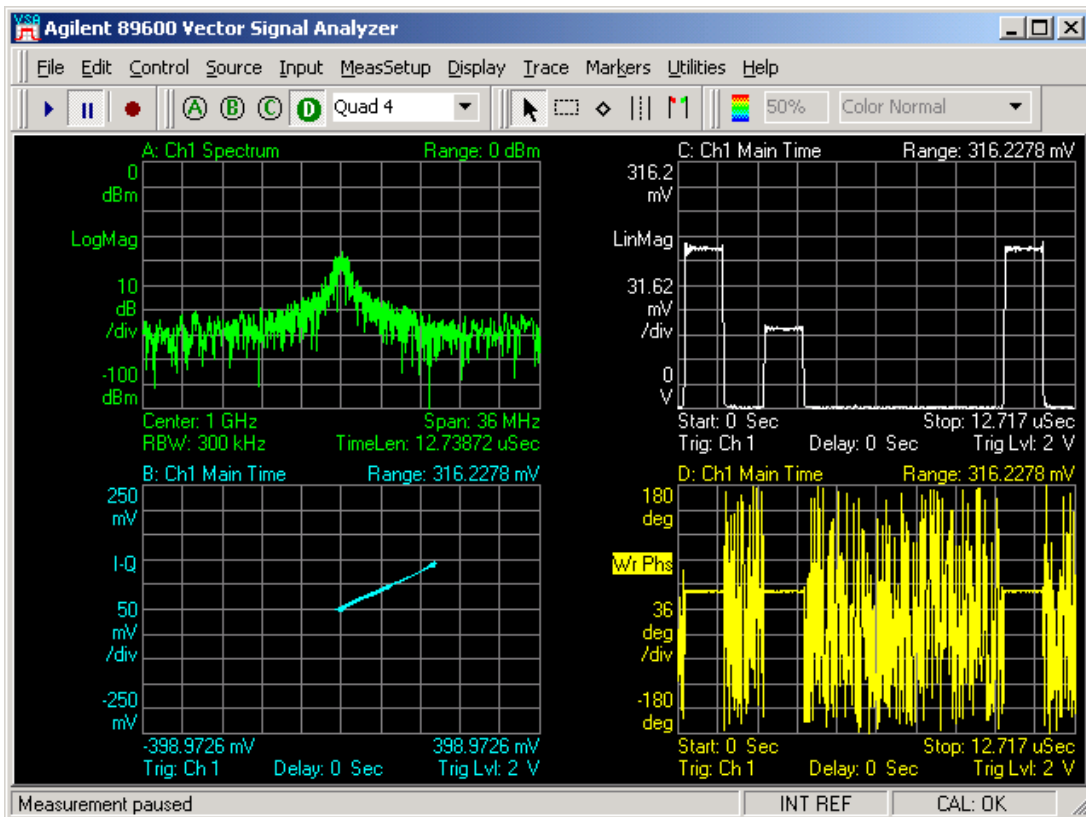 VSA Agilent 89600 Vector Signal Analyzer
File Edit Control Source Input MeasSetup Display Trace Markers Utilities Help
A B C D Quad 4 50% Color Normal
A: Ch1 Spectrum Range: 0 dBm
0
dBm
LogMag
10
dB
/div
-100
dBm
Center: 1 GHz Span: 36 MHz
RBW: 300 kHz TimeLen: 12.73872 uSec
C: Ch1 Main Time Range: 316.2278 mV
316.2
mV
LinMag
31.62
mV
/div
0
V
Start: 0 Sec Stop: 12.717 uSec
Trig: Ch 1 Delay: 0 Sec Trig Lvl: 2 V
B: Ch1 Main Time Range: 316.2278 mV
250
mV
I-Q
50
mV
/div
-250
mV
-398.9726 mV 398.9726 mV
Trig: Ch 1 Delay: 0 Sec Trig Lvl: 2 V
D: Ch1 Main Time Range: 316.2278 mV
180
deg
Wr Phs
36
deg
/div
-180
deg
Start: 0 Sec Stop: 12.717 uSec
Trig: Ch 1 Delay: 0 Sec Trig Lvl: 2 V
Measurement paused INT REF CAL: OK